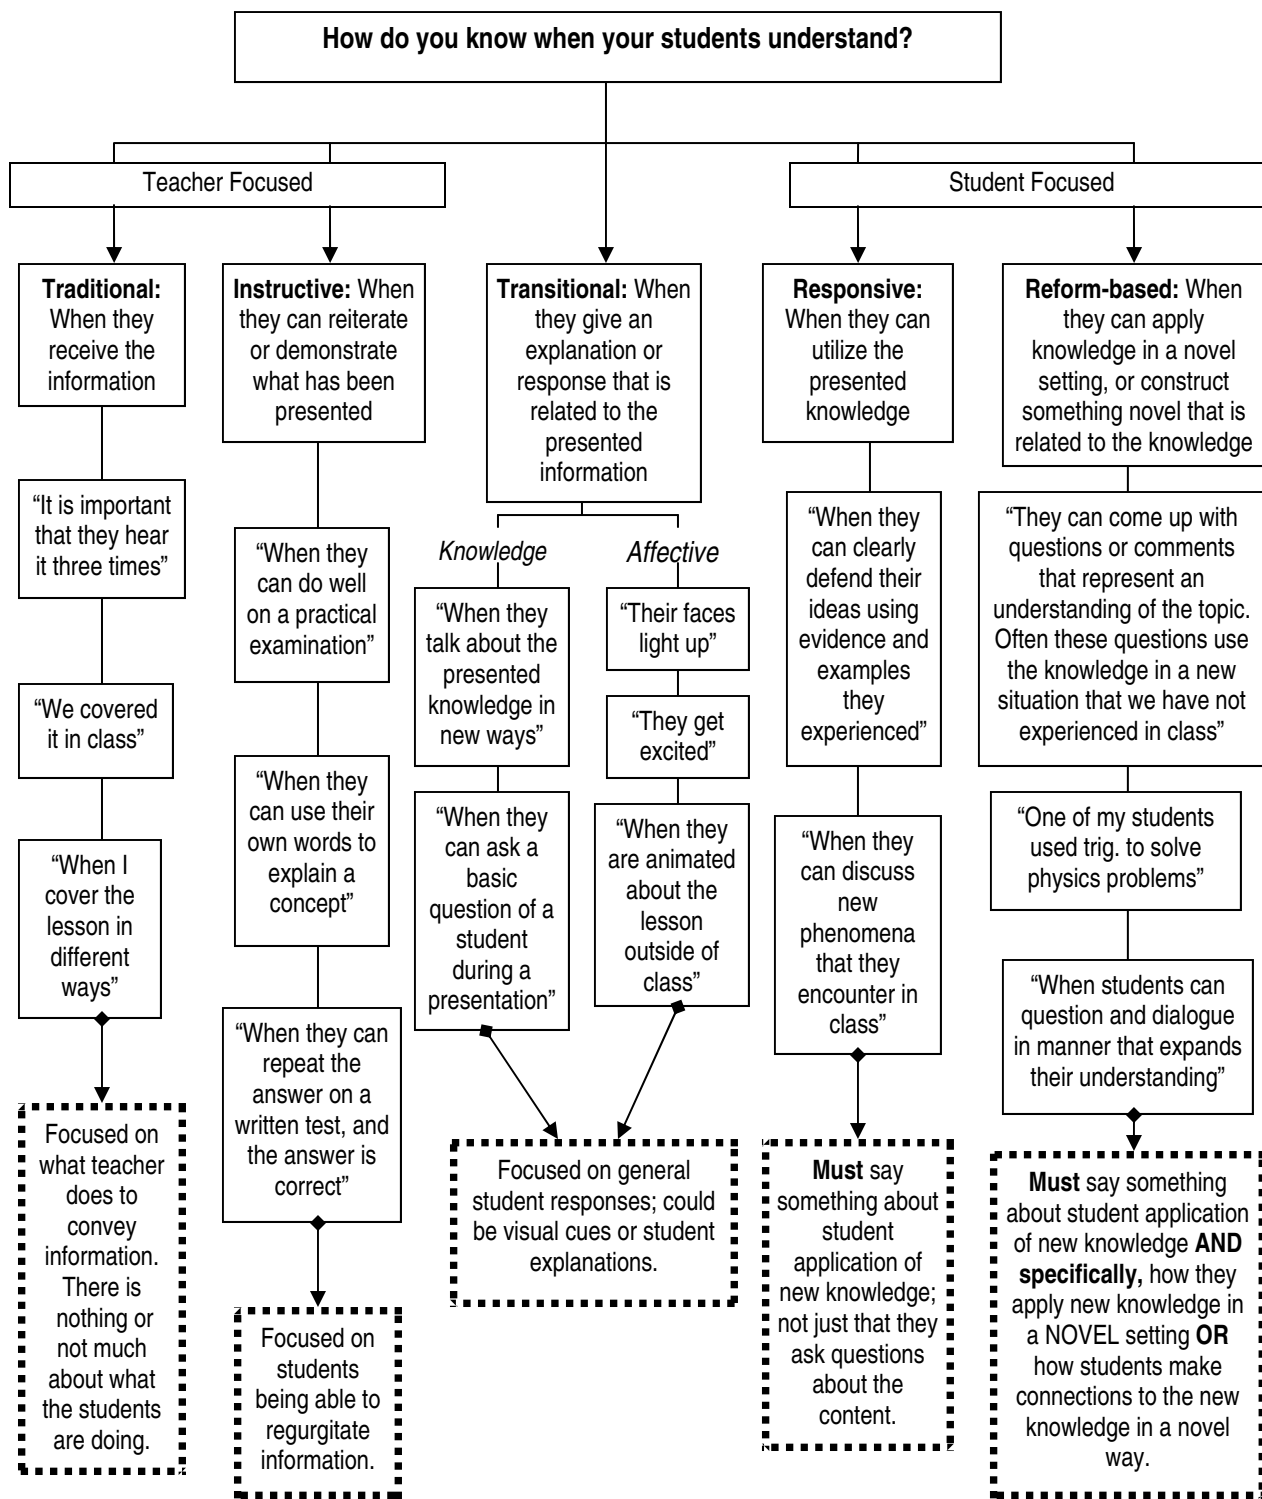 How do you know when your students understand?
Teacher Focused
Student Focused
Traditional:
When they
receive the
information
“It is important
that they hear
it three times”
“We covered
it in class”
“When I
cover the
lesson in
different
ways”
Focused on
what teacher
does to
convey
information.
There is
nothing or
not much
about what
the students
are doing.
Instructive: When
they can reiterate
or demonstrate
what has been
presented
“When they
can do well
on a practical
examination”
“When they
can use their
own words to
explain a
concept”
“When they can
repeat the
answer on a
written test, and
the answer is
correct”
Focused on
students
being able to
regurgitate
information.
Transitional: When
they give an
explanation or
response that is
related to the
presented
information
Knowledge
“When they
talk about the
presented
knowledge in
new ways”
“When they
can ask a
basic
question of a
student
during a
presentation”
Affective
“Their faces
light up”
“They get
excited”
“When they
are animated
about the
lesson
outside of
class”
Focused on general
student responses; could
be visual cues or student
explanations.
Responsive:
When they can
utilize the
presented
knowledge
“When they
can clearly
defend their
ideas using
evidence and
examples
they
experienced”
“When they
can discuss
new
phenomena
that they
encounter in
class”
Must say
something about
student
application of
new knowledge;
not just that they
ask questions
about the
content.
Reform-based: When
they can apply
knowledge in a novel
setting, or construct
something novel that is
related to the knowledge
“They can come up with
questions or comments
that represent an
understanding of the topic.
Often these questions use
the knowledge in a new
situation that we have not
experienced in class”
“One of my students
used trig. to solve
physics problems”
“When students can
question and dialogue
in manner that expands
their understanding”
Must say something
about student application
of new knowledge AND
specifically, how they
apply new knowledge in
a NOVEL setting OR
how students make
connections to the new
knowledge in a novel
way.